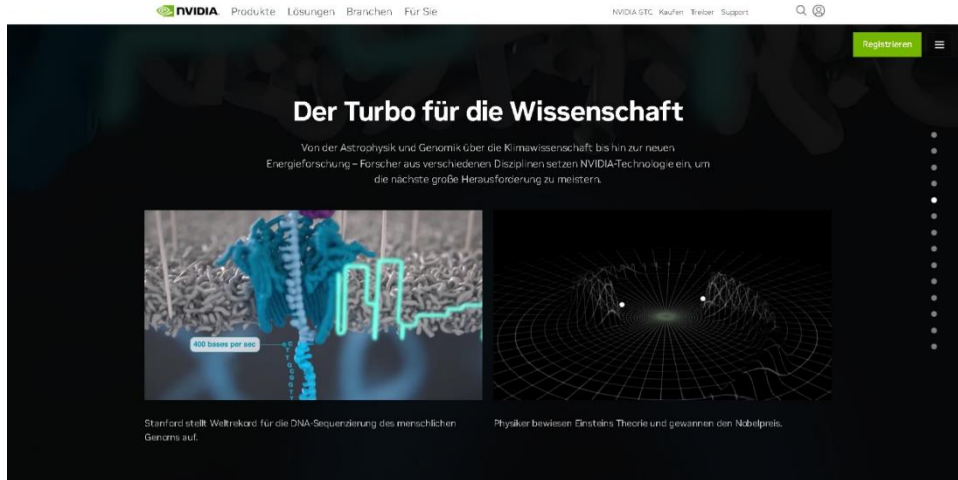 NVIDIA. Produkte Lösungen Branchen Für Sie NVIDIA GTC Kaufen Treiber Support
Registrieren
Der Turbo für die Wissenschaft
Von der Astrophysik und Genomik über die Klimawissenschaft bis hin zur neuen
Energieforschung – Forscher aus verschiedenen Disziplinen setzen NVIDIA-Technologie ein, um
die nächste große Herausforderung zu meistern.
400 bases per sec
Stanford stellt Weltrekord für die DNA-Sequenzierung des menschlichen
Genoms auf.
Physiker bewiesen Einsteins Theorie und gewannen den Nobelpreis.